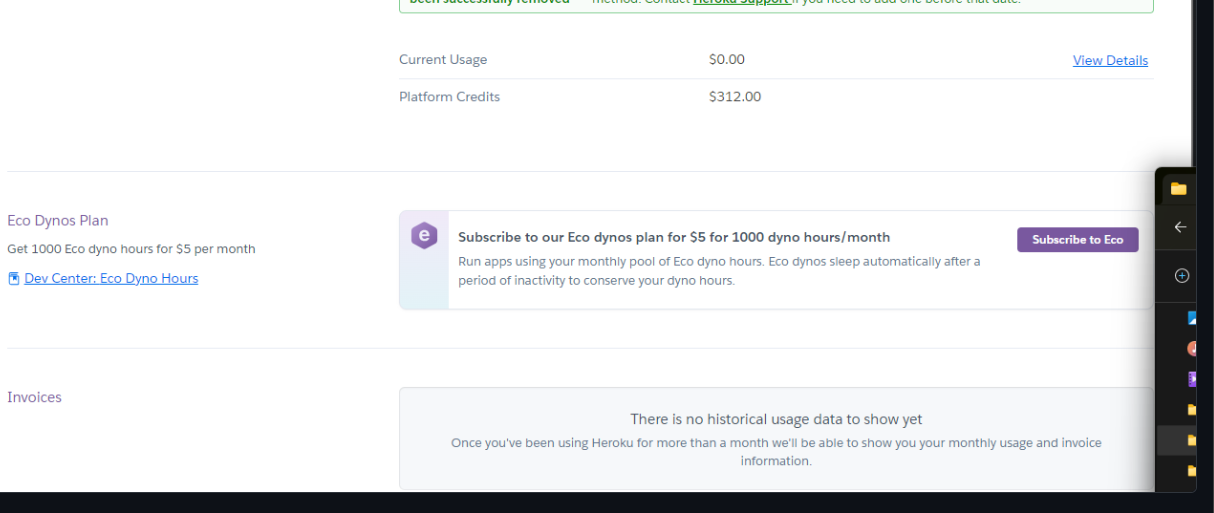 been successfully removed method. Contact Heroku Support if you need to add one before that date.
Current Usage $0.00 View Details
Platform Credits $312.00
Eco Dynos Plan
Get 1000 Eco dyno hours for $5 per month
Dev Center: Eco Dyno Hours
e
Subscribe to our Eco dynos plan for $5 for 1000 dyno hours/month
Run apps using your monthly pool of Eco dyno hours. Eco dynos sleep automatically after a
period of inactivity to conserve your dyno hours.
Subscribe to Eco
Invoices
There is no historical usage data to show yet
Once you've been using Heroku for more than a month we'll be able to show you your monthly usage and invoice
information.